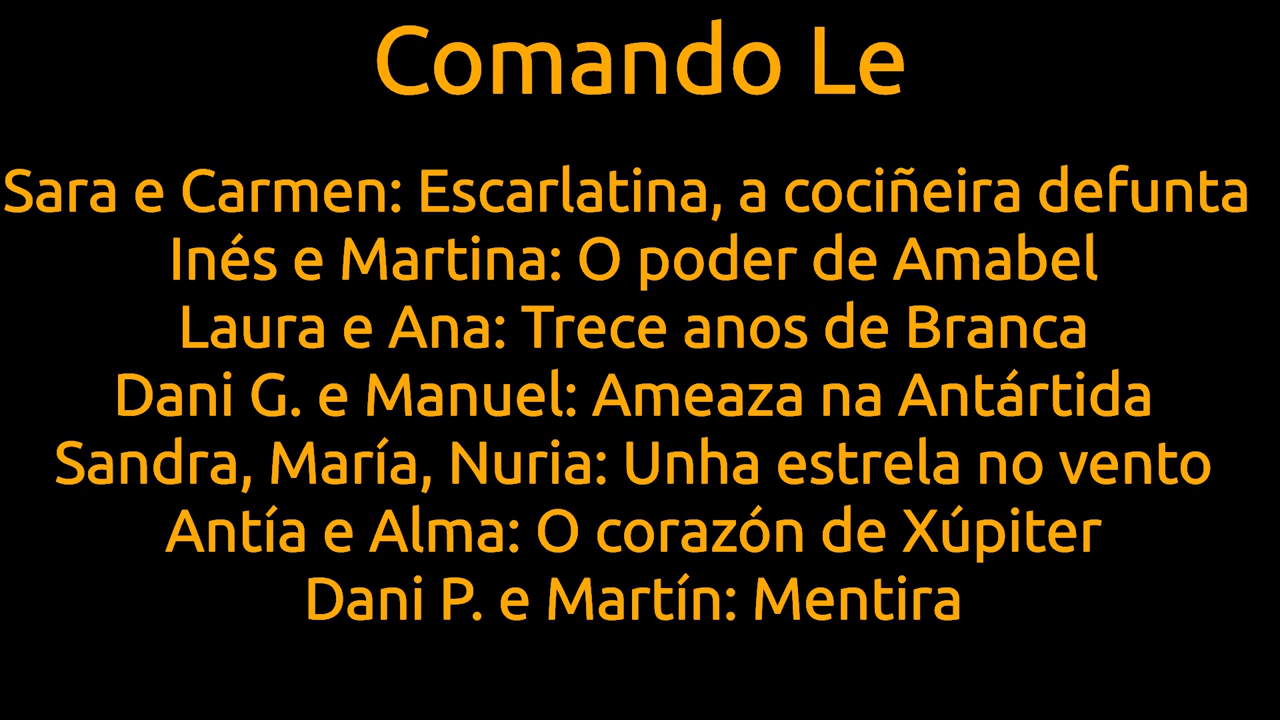 Comando Le
Sara e Carmen: Escarlatina, a cociñeira defunta
Inés e Martina: O poder de Amabel
Laura e Ana: Trece anos de Branca
Dani G. e Manuel: Ameaza na Antártida
Sandra, María, Nuria: Unha estrela no vento
Antía e Alma: O corazón de Xúpiter
Dani P. e Martín: Mentira